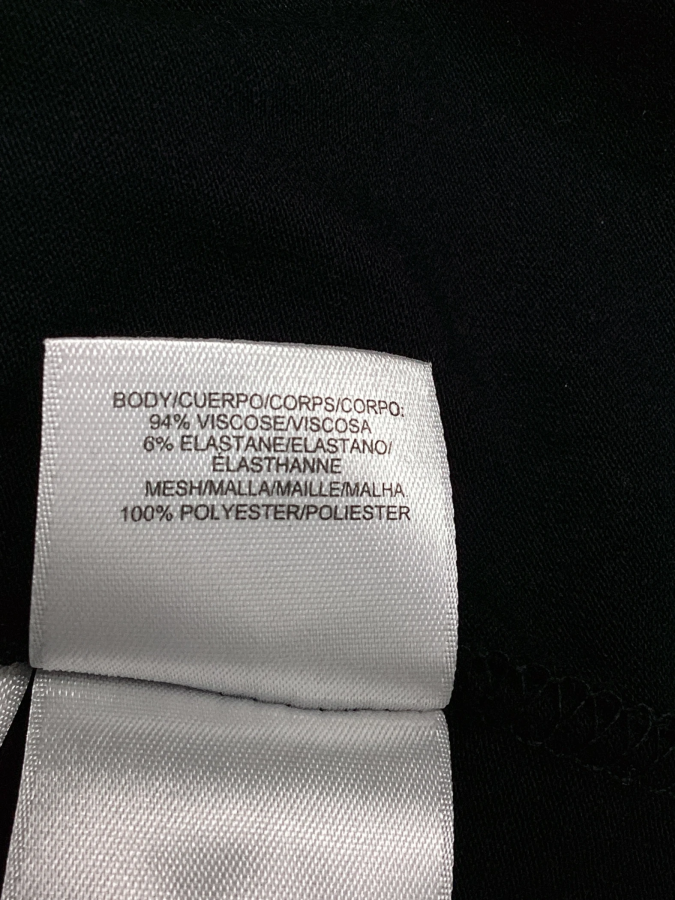 BODY/CUERPO/CORPS/CORPO:
94% VISCOSE/VISCOSA
6% ELASTANE/ELASTANO/
ÉLASTHANNE
MESH/MALLA/MAILLE/MALHA
100% POLYESTER/POLIESTER